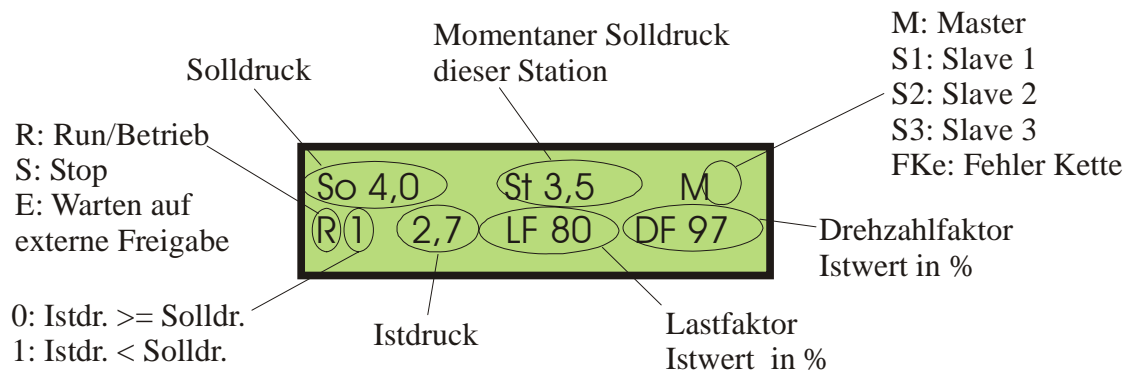 Momentaner Solldruck
dieser Station
M: Master
S1: Slave 1
S2: Slave 2
S3: Slave 3
FKe: Fehler Kette
Solldruck
R: Run/Betrieb
S: Stop
E: Warten auf
externe Freigabe
So 4,0 St 3,5 M
R 1 2,7 LF 80 DF 97
Drehzahlfaktor
Istwert in %
0: Istdr. >= Solldr.
1: Istdr. < Solldr.
Istdruck
Lastfaktor
Istwert in %